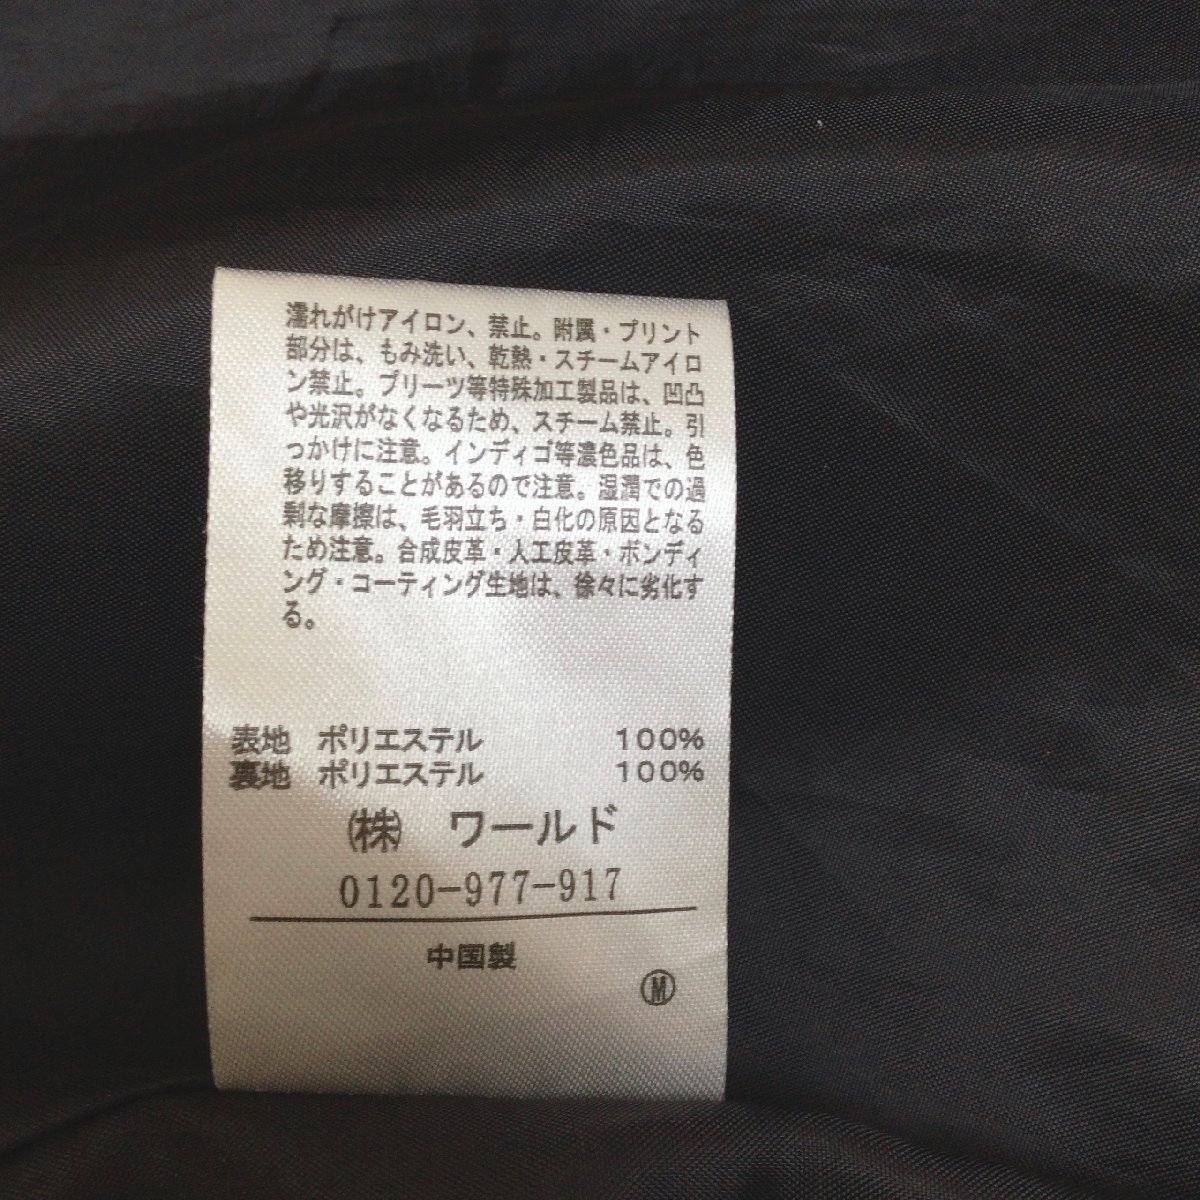 濡れがけアイロン、禁止。附属・プリント
部分は、もみ洗い、乾熱・スチームアイロ
ン禁止。プリーツ等特殊加工製品は、凹凸
や光沢がなくなるため、スチーム禁止。引
っかけに注意。インディゴ等濃色品は、色
移りすることがあるので注意。湿潤での過
剰な摩擦は、毛羽立ち・白化の原因となる
ため注意。合成皮革・人工皮革・ボンディ
ング・コーティング生地は、徐々に劣化す
る。
表地 ポリエステル 100%
裏地 ポリエステル 100%
㈱ ワールド
0120-977-917
中国製
Ⓜ